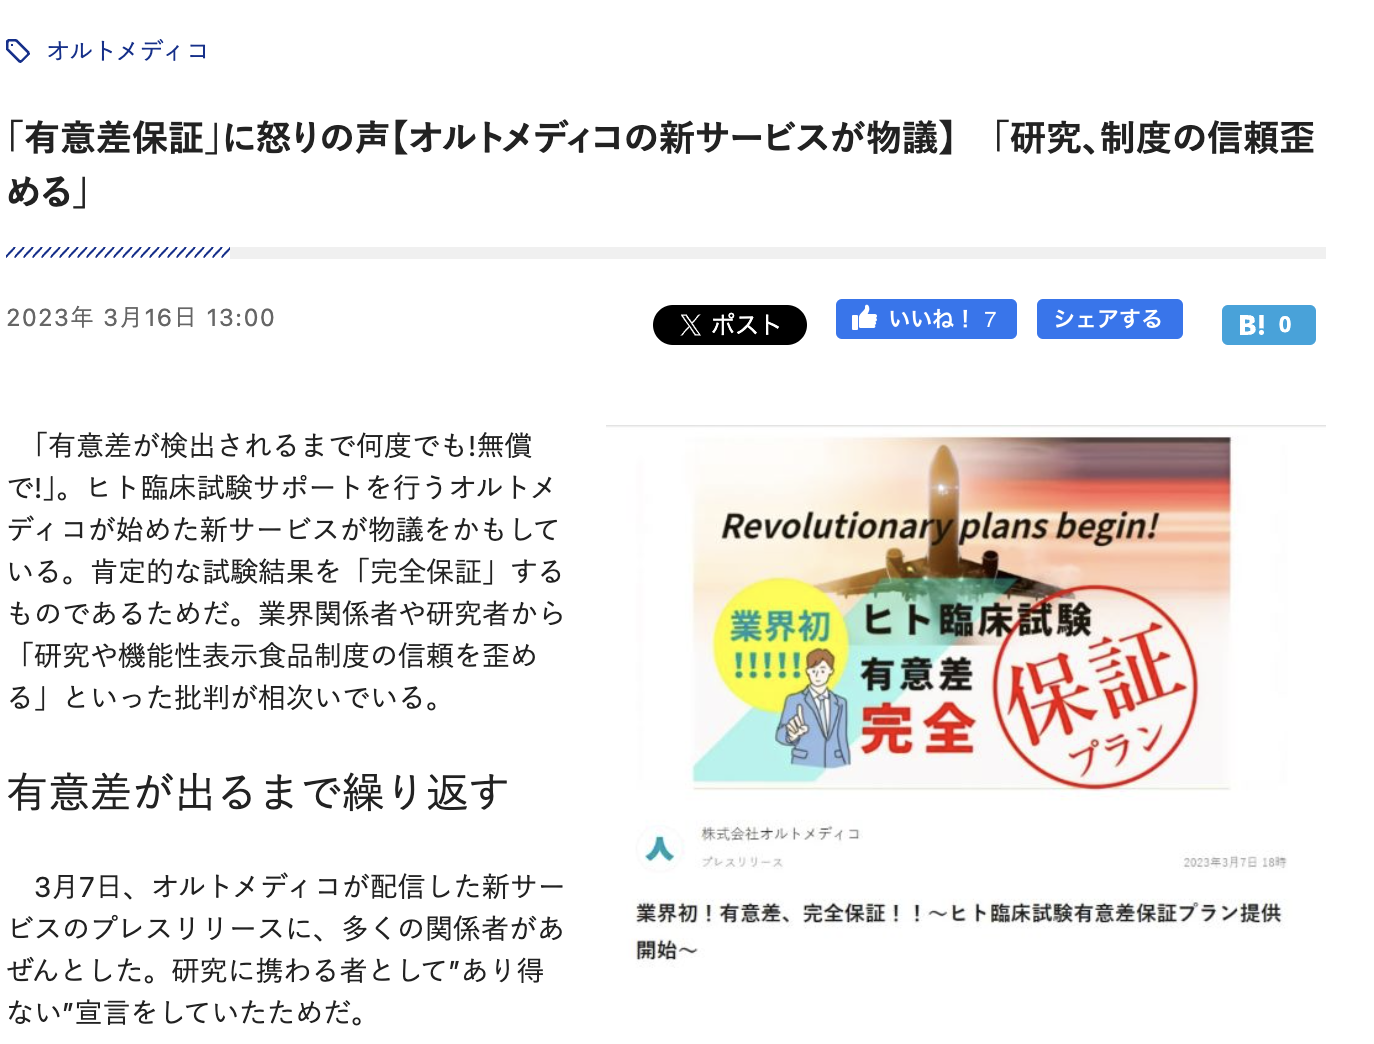 オルトメディコ
「有意差保証」に怒りの声【オルトメディコの新サービスが物議】 「研究、制度の信頼歪
める」
2023年 3月16日 13:00
ポスト
いいね！ 7
シェアする
B! 0
「有意差が検出されるまで何度でも!無償
で!」。ヒト臨床試験サポートを行うオルトメ
ディコが始めた新サービスが物議をかもして
いる。肯定的な試験結果を「完全保証」する
ものであるためだ。業界関係者や研究者から
「研究や機能性表示食品制度の信頼を歪め
る」といった批判が相次いでいる。
有意差が出るまで繰り返す
3月7日、オルトメディコが配信した新サー
ビスのプレスリリースに、多くの関係者があ
ぜんとした。研究に携わる者として”あり得
ない”宣言をしていたためだ。
Revolutionary plans begin!
業界初
!!!!!
ヒト臨床試験
有意差
完全
保証
プラン
株式会社オルトメディコ
プレスリリース
2023年3月7日 18時
業界初！有意差、完全保証！！～ヒト臨床試験有意差保証プラン提供
開始～